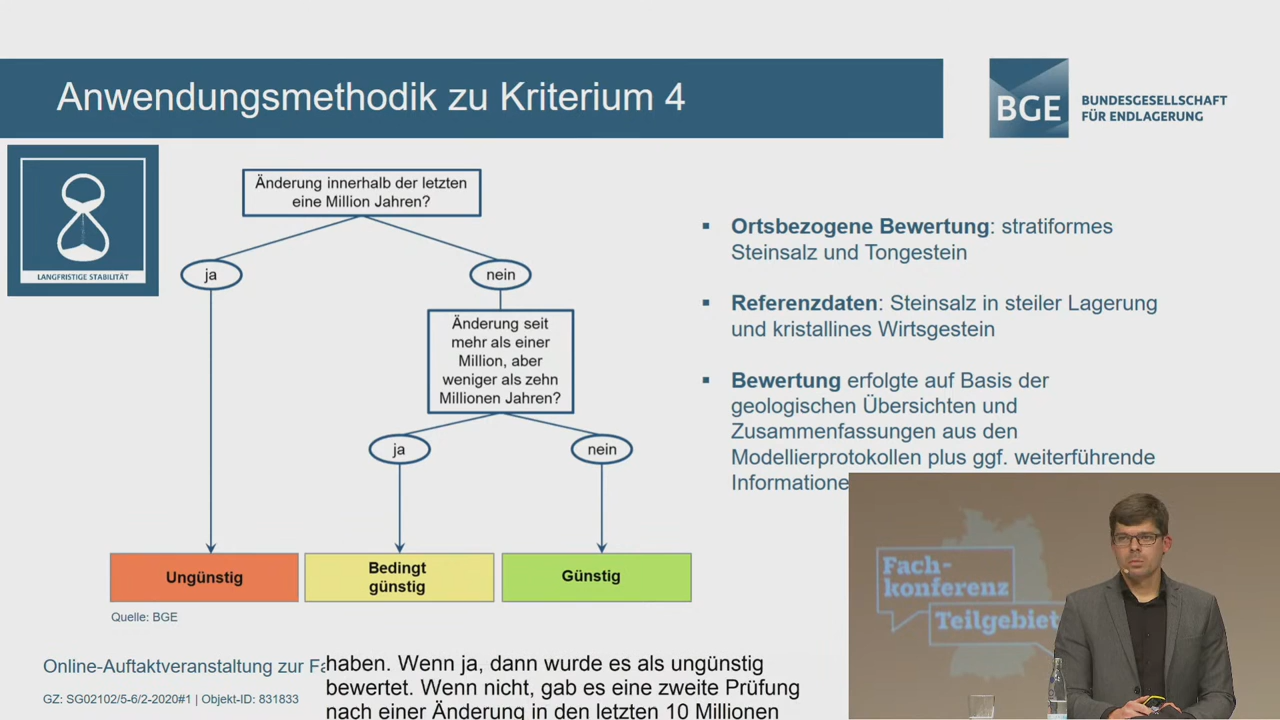 Anwendungsmethodik zu Kriterium 4
BGE
BUNDESGESELLSCHAFT
FÜR ENDLAGERUNG
LANGFRISTIGE STABILITÄT
Änderung innerhalb der letzten
eine Million Jahren?
ja
nein
Änderung seit
mehr als einer
Million, aber
weniger als zehn
Millionen Jahren?
ja
nein
Ungünstig
Bedingt
günstig
Günstig
Quelle: BGE
▪ Ortsbezogene Bewertung: stratiformes
Steinsalz und Tongestein
▪ Referenzdaten: Steinsalz in steiler Lagerung
und kristallines Wirtsgestein
▪ Bewertung erfolgte auf Basis der
geologischen Übersichten und
Zusammenfassungen aus den
Modellierprotokollen plus ggf. weiterführende
Informatione
Fach-
konferenz
Teilgebiet
Online-Auftaktveranstaltung zur Fa
GZ: SG02102/5-6/2-2020#1 | Objekt-ID: 831833
haben. Wenn ja, dann wurde es als ungünstig
bewertet. Wenn nicht, gab es eine zweite Prüfung
nach einer Änderung in den letzten 10 Millionen